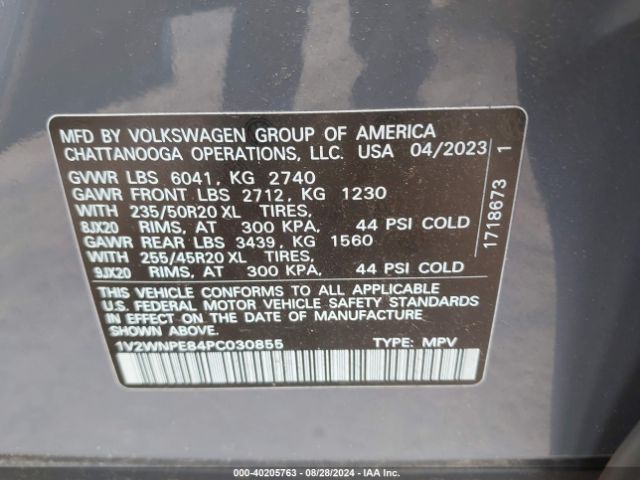 MFD BY VOLKSWAGEN GROUP OF AMERICA
CHATTANOOGA OPERATIONS, LLC. USA 04/2023
GVWR LBS 6041, KG 2740
GAWR FRONT LBS 2712, KG 1230
WITH 235/50R20 XL TIRES,
8JX20 RIMS, AT 300 KPA, 44 PSI COLD
GAWR REAR LBS 3439, KG 1560
WITH 255/45R20 XL TIRES,
9JX20 RIMS, AT 300 KPA, 44 PSI COLD
THIS VEHICLE CONFORMS TO ALL APPLICABLE
U.S. FEDERAL MOTOR VEHICLE SAFETY STANDARDS
IN EFFECT ON THE DATE OF MANUFACTURE
SHOWN ABOVE
1V2WNPE84PC030855 TYPE: MPV
1718673 1
000-40205763 - 08/28/2024 - IAA Inc.